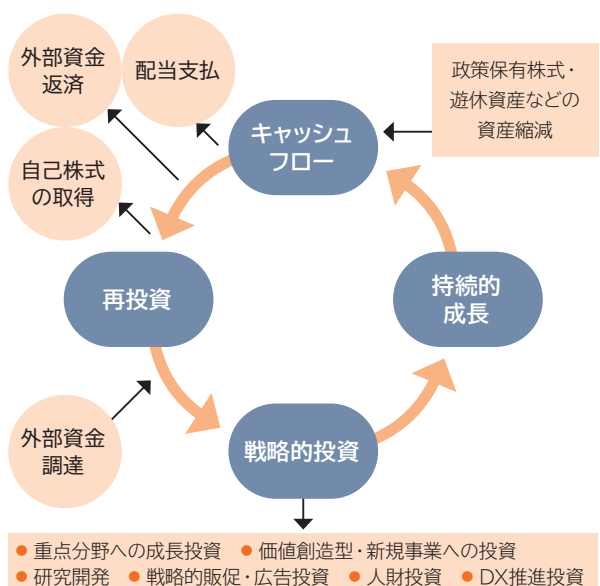 外部資金
返済
配当支払
自己株式
の取得
キャッシュ
フロー
政策保有株式・
遊休資産などの
資産縮減
再投資
持続的
成長
外部資金
調達
戦略的投資
● 重点分野への成長投資 ● 価値創造型・新規事業への投資
● 研究開発 ● 戦略的販促・広告投資 ● 人財投資 ● DX推進投資